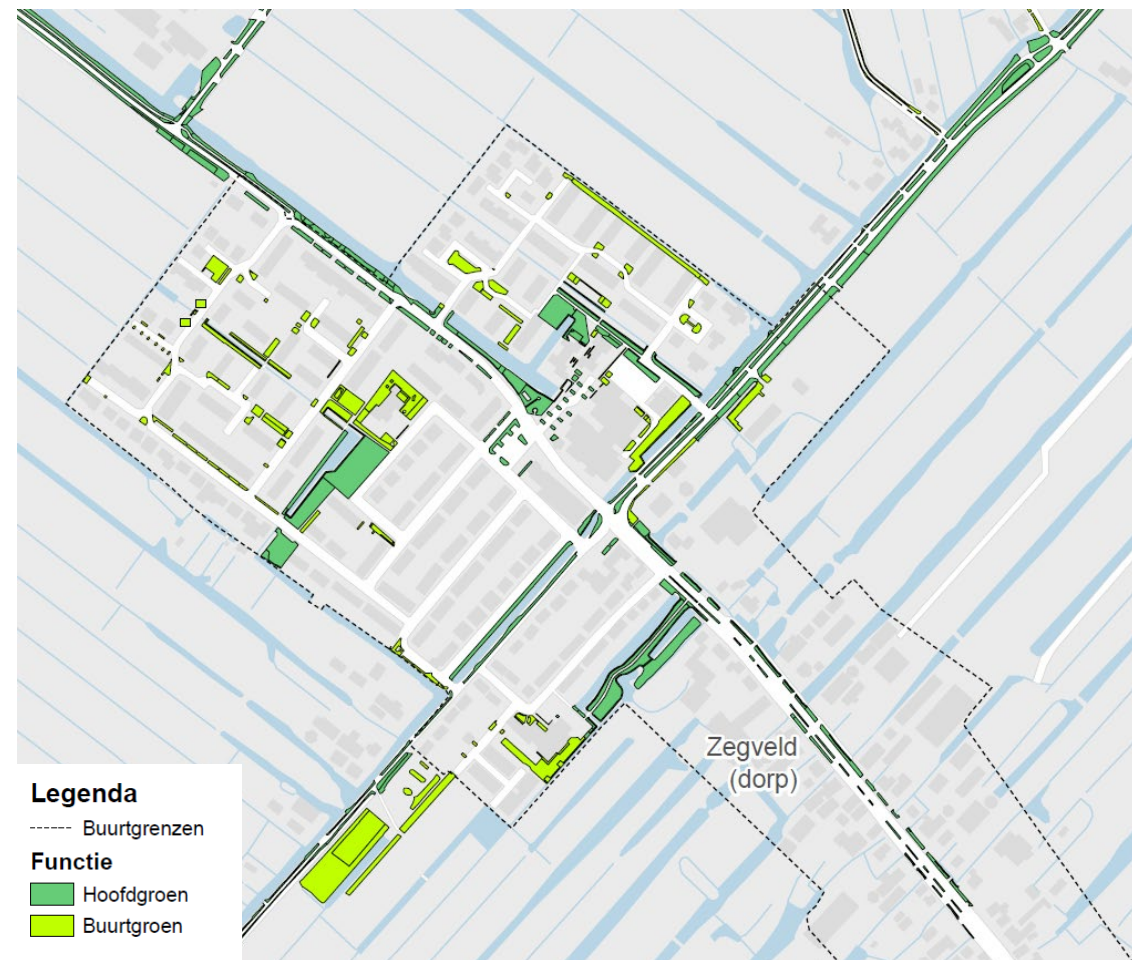 Zegveld
(dorp)
Legenda
Buurtgrenzen
Functie
Hoofdgroen
Buurtgroen